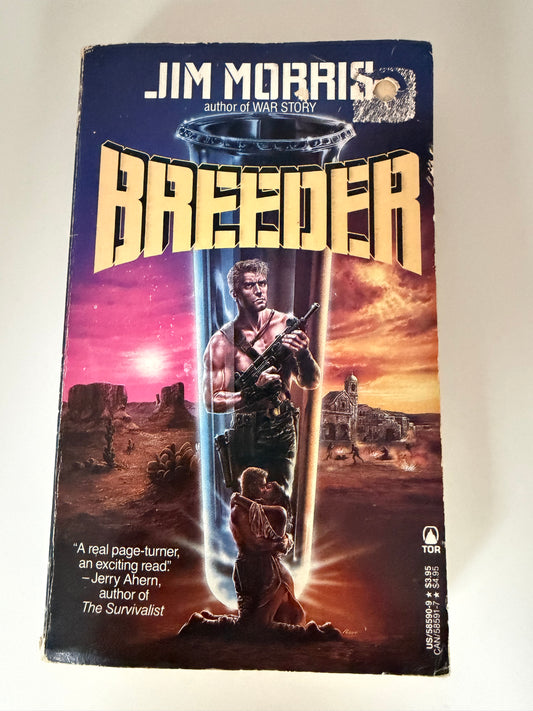 JIM MORRIS
author of WAR STORY
BREEDER
"A real page-turner,
an exciting read"
—Jerry Ahern,
author of
The Survivalist
TOR
US/58590-9 ★ $3.95
CAN/58591-7 ★ $4.95